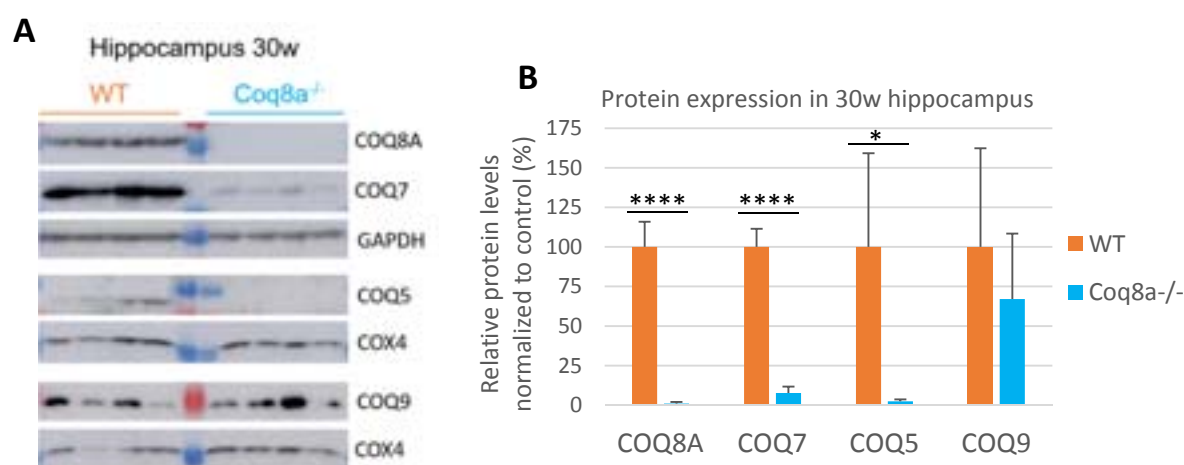 A
Hippocampus 30w
WT
Coq8a-/-
COQ8A
COQ7
GAPDH
COQ5
COX4
COQ9
COX4
B
Protein expression in 30w hippocampus
Relative protein levels
normalized to control (%)
175
150
125
100
75
50
25
0
****
****
*
COQ8A
COQ7
COQ5
COQ9
WT
Coq8a-/-